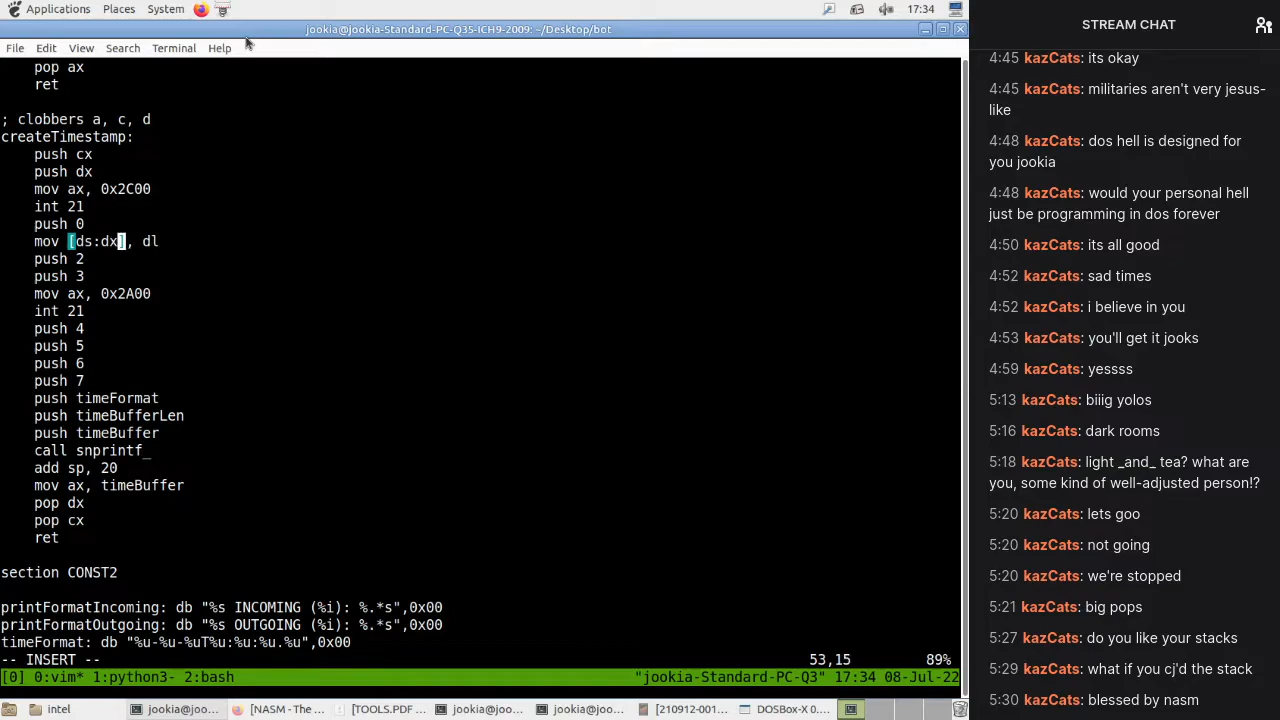 Applications Places System 17:34
jookia@jookia-Standard-PC-Q35-ICH9-2009: ~/Desktop/bot
File Edit View Search Terminal Help
pop ax
ret
; clobbers a, c, d
createTimestamp:
push cx
push dx
mov ax, 0x2C00
int 21
push 0
mov [ds:dx], dl
push 2
push 3
mov ax, 0x2A00
int 21
push 4
push 5
push 6
push 7
push timeFormat
push timeBufferLen
push timeBuffer
call snprintf_
add sp, 20
mov ax, timeBuffer
pop dx
pop cx
ret
section CONST2
printFormatIncoming: db "%s INCOMING (%i): %.*s",0x00
printFormatOutgoing: db "%s OUTGOING (%i): %.*s",0x00
timeFormat: db "%u-%u-%uT%u:%u:%u.%u",0x00
-- INSERT -- 53,15 89%
[0] 0:vim* 1:python3- 2:bash "jookia-Standard-PC-Q3" 17:34 08-Jul-22
intel jookia@joo... [NASM - The ... [TOOLS.PDF ... jookia@joo... jookia@joo... [210912-001... DOSBox-X 0....
STREAM CHAT
4:45 kazCats: its okay
4:45 kazCats: militaries aren't very jesus-
like
4:48 kazCats: dos hell is designed for
you jookia
4:48 kazCats: would your personal hell
just be programming in dos forever
4:50 kazCats: its all good
4:52 kazCats: sad times
4:52 kazCats: i believe in you
4:53 kazCats: you'll get it jooks
4:59 kazCats: yessss
5:13 kazCats: biiig yolos
5:16 kazCats: dark rooms
5:18 kazCats: light _and_ tea? what are
you, some kind of well-adjusted person!?
5:20 kazCats: lets goo
5:20 kazCats: not going
5:20 kazCats: we're stopped
5:21 kazCats: big pops
5:27 kazCats: do you like your stacks
5:29 kazCats: what if you cj'd the stack
5:30 kazCats: blessed by nasm